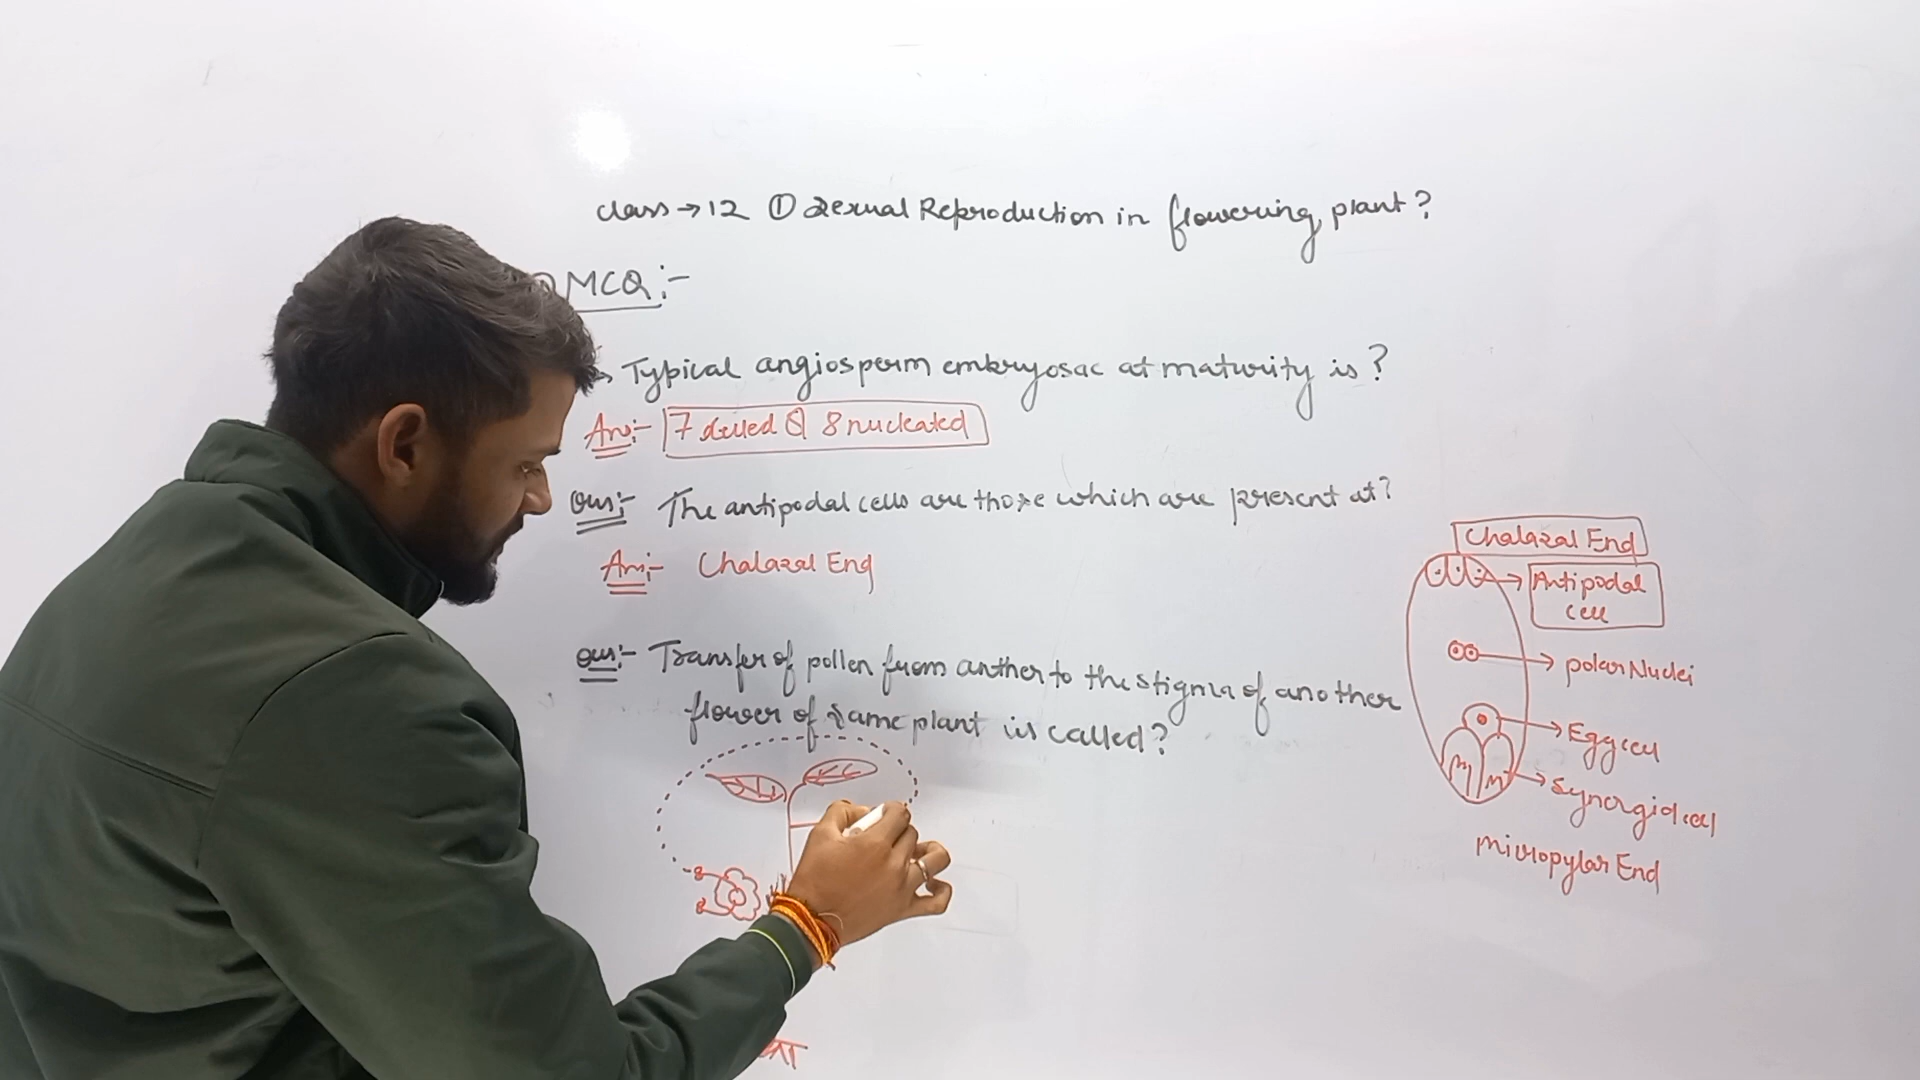 class → 12 ① Sexual Reproduction in flowering plant?
MCQ:-
Typical angiosperm embryosac at maturity is?
Ans:- 7 celled & 8 nucleated
Ques:- The antipodal cells are those which are present at?
Ans:- Chalazal End
Ques:- Transfer of pollen from anther to the stigma of another
flower of same plant is called?
Chalazal End
Antipodal
cell
polar Nuclei
Egg cell
Synergid cell
Micropylar End